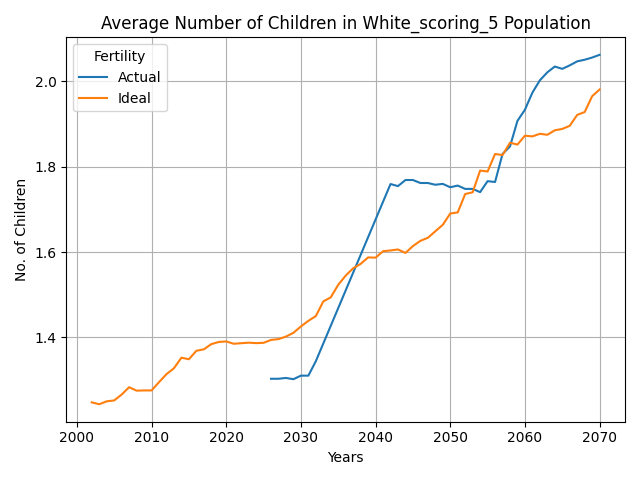 Average Number of Children in White_scoring_5 Population
Fertility
Actual
Ideal
No. of Children
2.0
1.8
1.6
1.4
2000 2010 2020 2030 2040 2050 2060 2070
Years